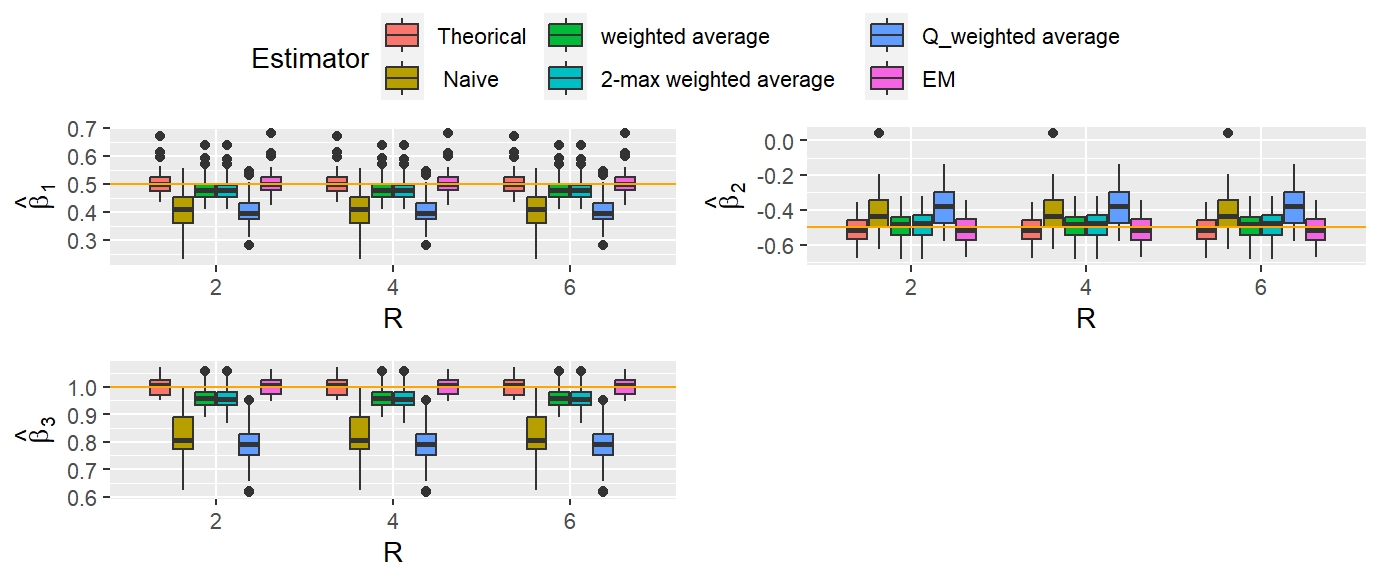 Estimator
Theorical
weighted average
Q_weighted average
Naive
2-max weighted average
EM
0.7
0.6
0.5
0.4
0.3
β̂1
2
4
6
R
0.0
-0.2
-0.4
-0.6
β̂2
2
4
6
R
1.0
0.9
0.8
0.7
0.6
β̂3
2
4
6
R